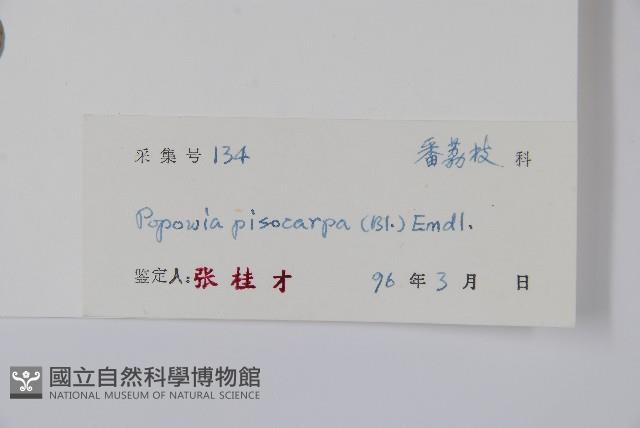 采集号 134 番荔枝 科
Popowia pisocarpa (Bl.) Emdl.
鉴定人: 张桂才 96 年 3 月 日
國立自然科學博物館
NATIONAL MUSEUM OF NATURAL SCIENCE